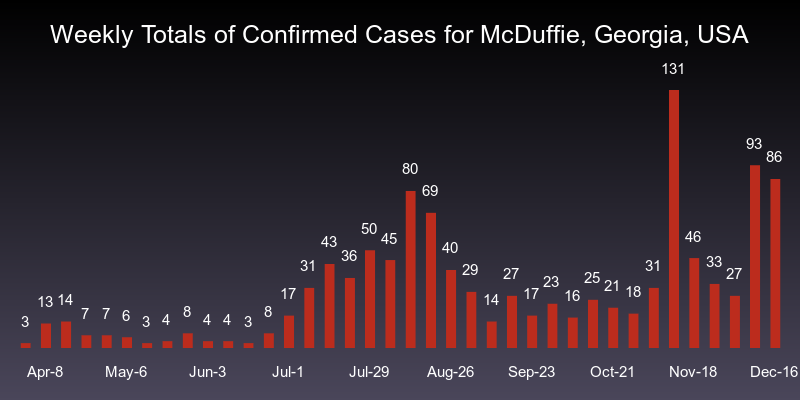 Weekly Totals of Confirmed Cases for McDuffie, Georgia, USA
3 13 14 7 7 6 3 4 8 4 4 3 8 17 31 43 36 50 45 80 69 40 29 14 27 17 23 16 25 21 18 31 131 46 33 27 93 86
Apr-8 May-6 Jun-3 Jul-1 Jul-29 Aug-26 Sep-23 Oct-21 Nov-18 Dec-16